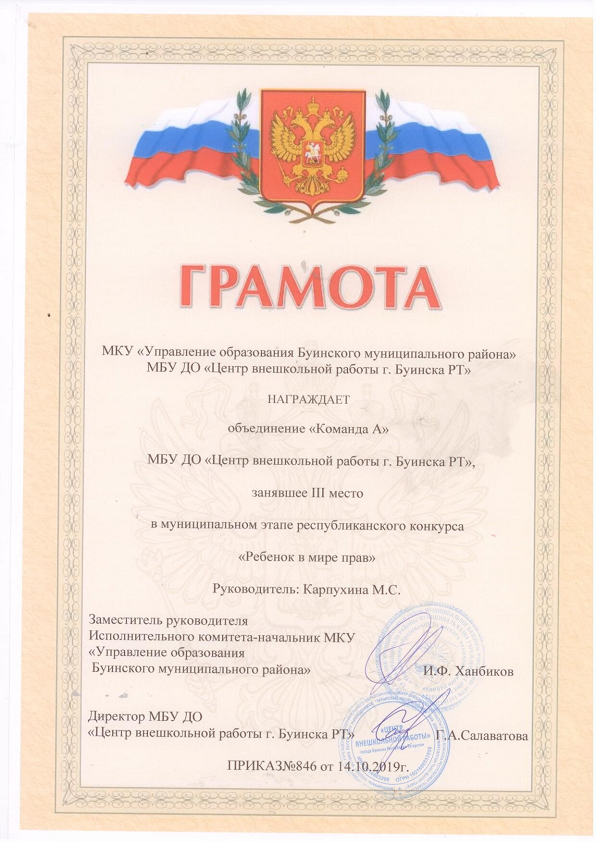 ГРАМОТА
МКУ «Управление образования Буинского муниципального района»
МБУ ДО «Центр внешкольной работы г. Буинска РТ»
НАГРАЖДАЕТ
объединение «Команда А»
МБУ ДО «Центр внешкольной работы г. Буинска РТ»,
занявшее III место
в муниципальном этапе республиканского конкурса
«Ребенок в мире прав»
Руководитель: Карпухина М.С.
Заместитель руководителя
Исполнительного комитета-начальник МКУ
«Управление образования
Буинского муниципального района»
И.Ф. Ханбиков
Директор МБУ ДО
«Центр внешкольной работы г. Буинска РТ»
Г.А.Салаватова
«ЦЕНТР
ВНЕШКОЛЬНОЙ РАБОТЫ»
ПРИКАЗ№846 от 14.10.2019г.